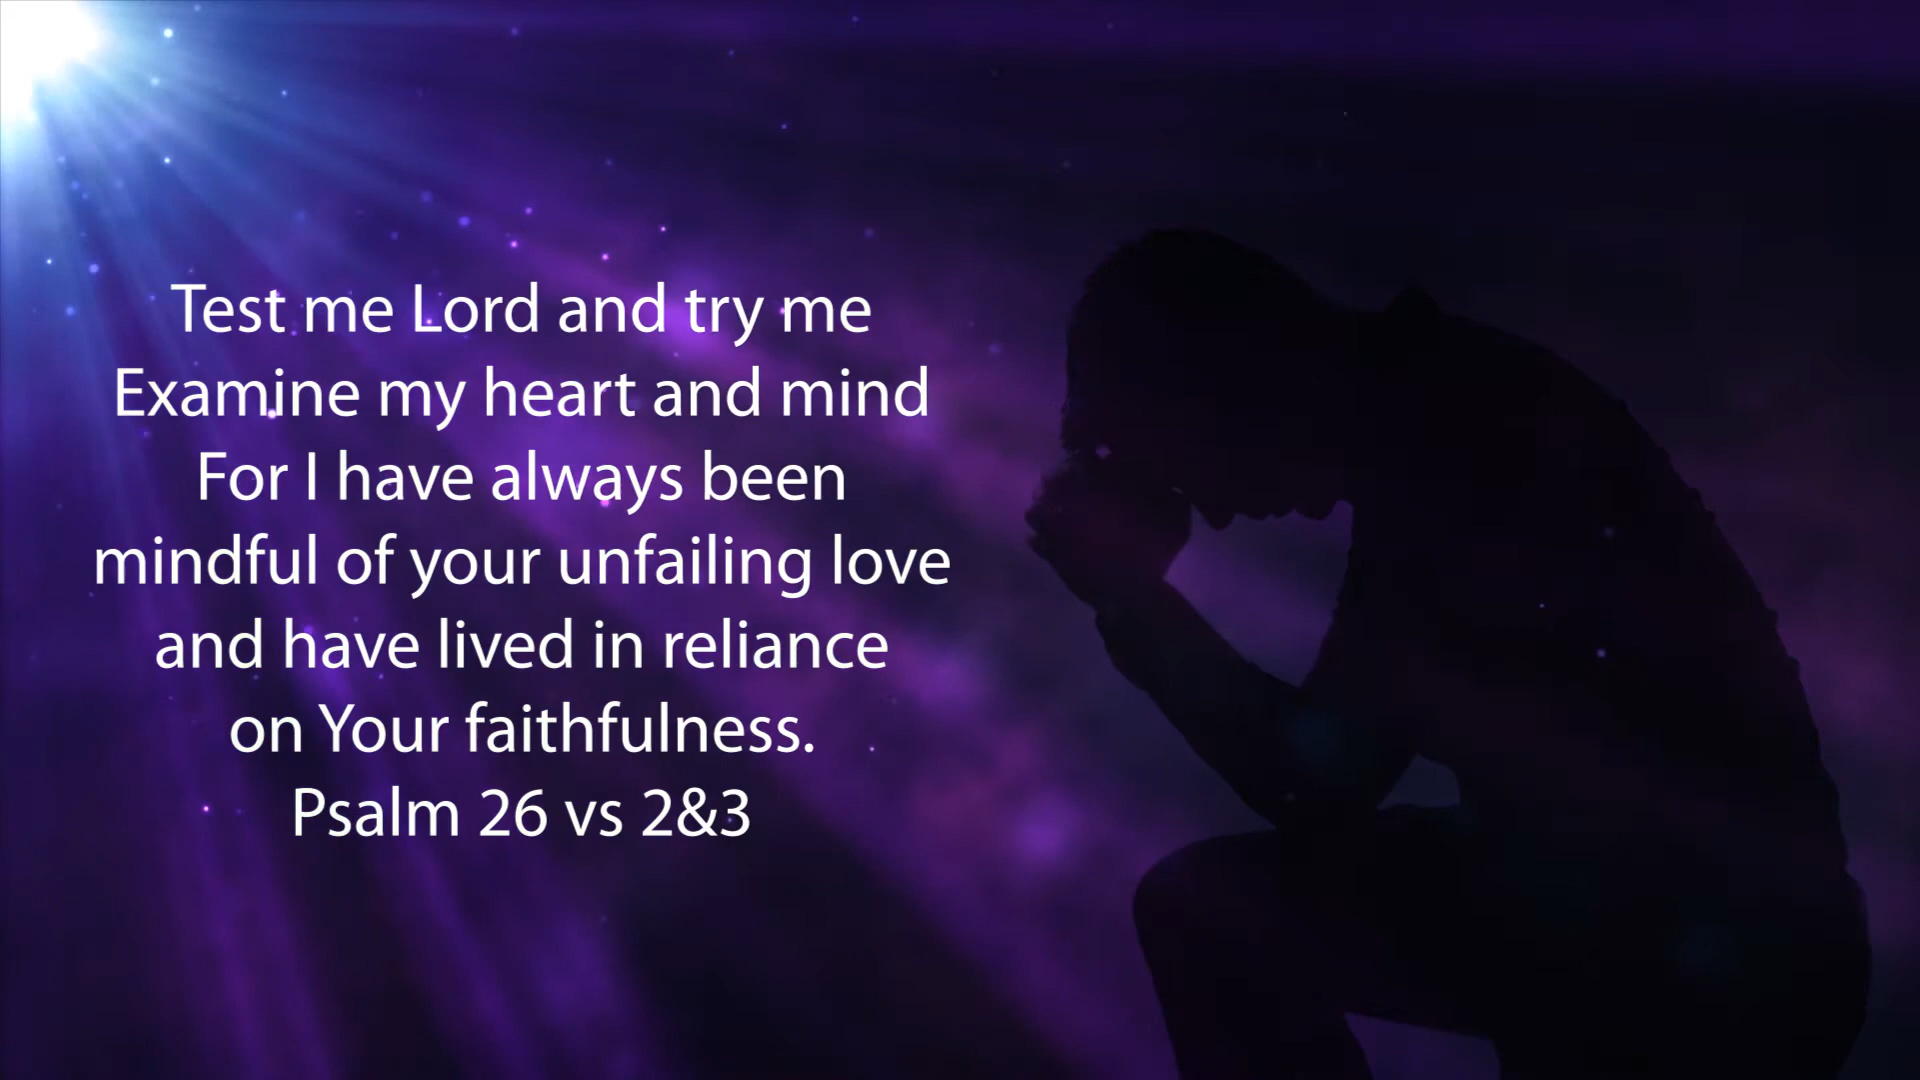 Test me Lord and try me
Examine my heart and mind
For I have always been
mindful of your unfailing love
and have lived in reliance
on Your faithfulness.
Psalm 26 vs 2&3